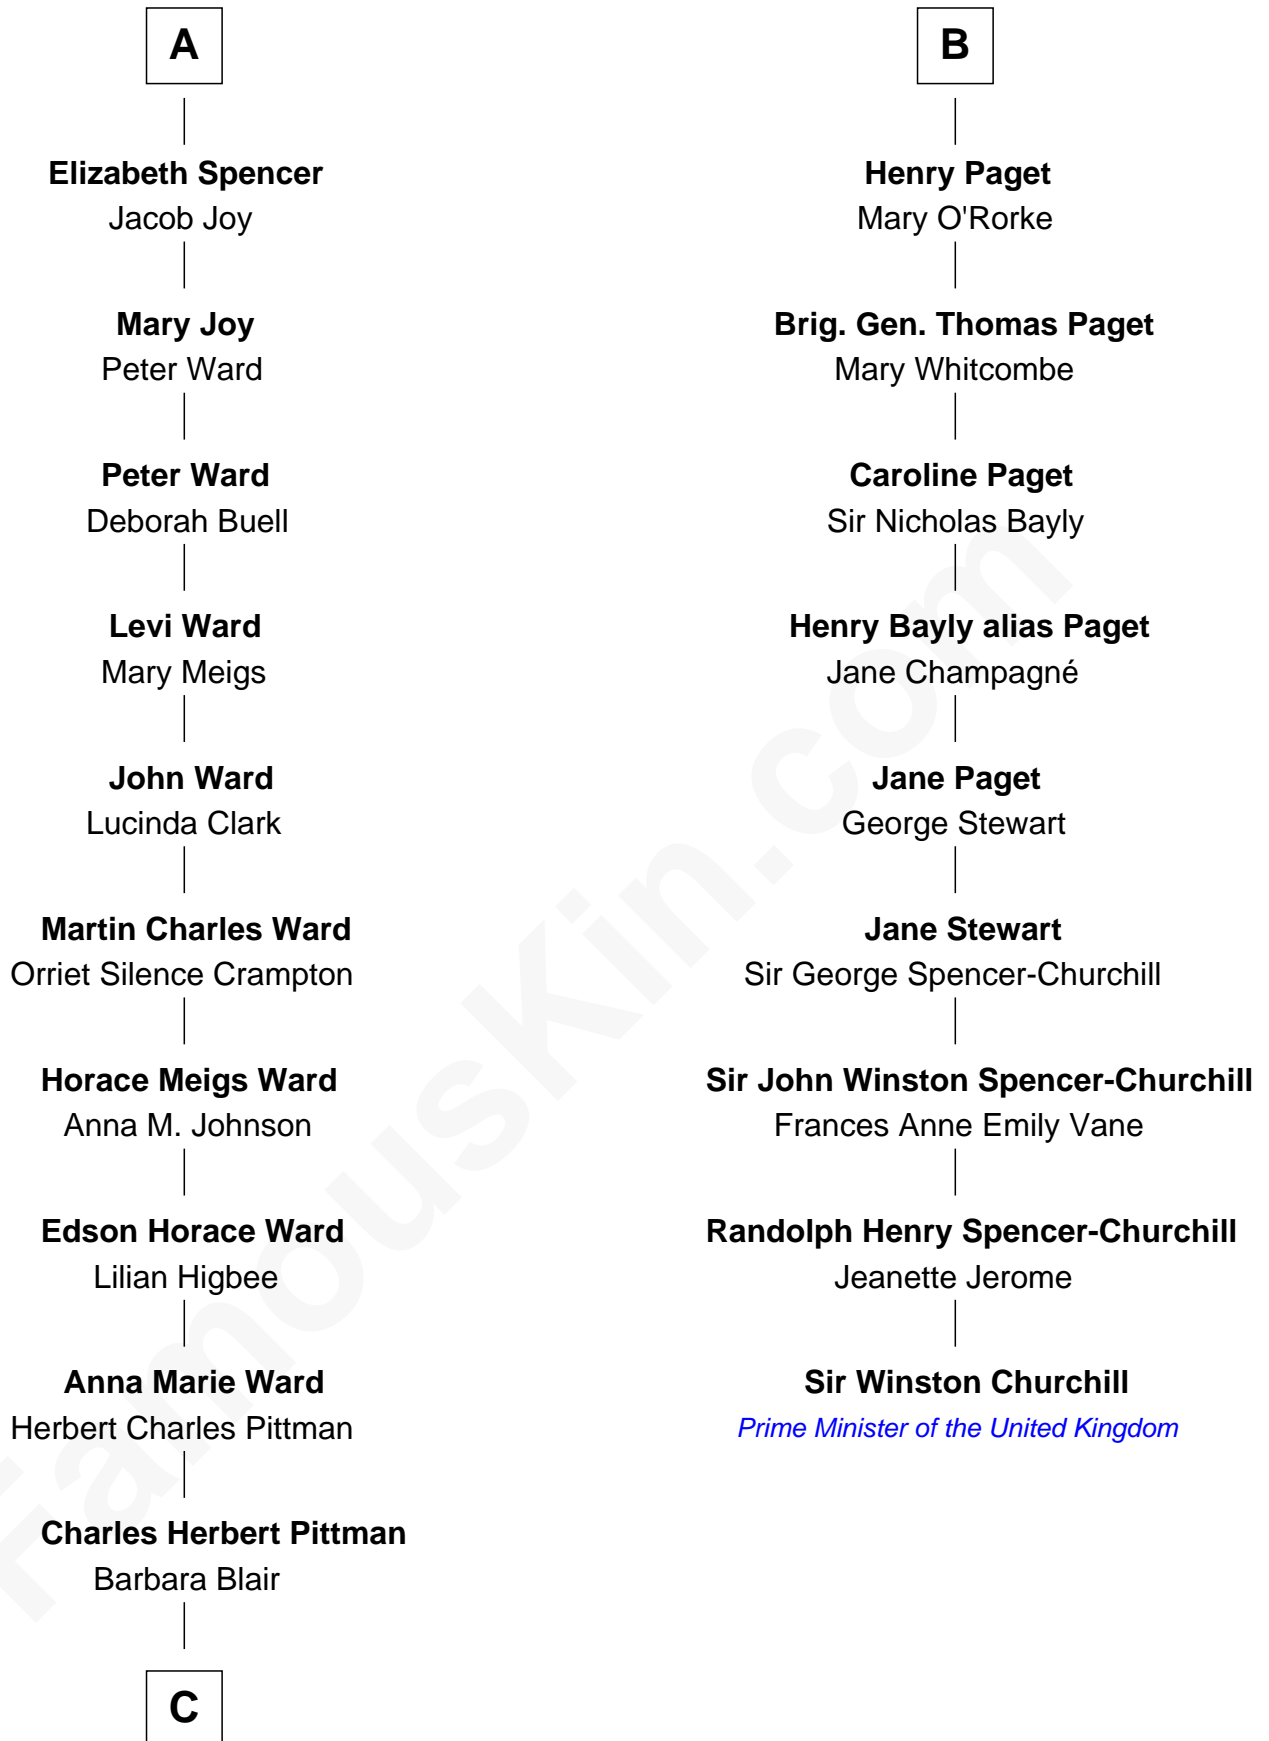 A
Elizabeth Spencer
Jacob Joy
Mary Joy
Peter Ward
Peter Ward
Deborah Buell
Levi Ward
Mary Meigs
John Ward
Lucinda Clark
Martin Charles Ward
Orriet Silence Crampton
Horace Meigs Ward
Anna M. Johnson
Edson Horace Ward
Lilian Higbee
Anna Marie Ward
Herbert Charles Pittman
Charles Herbert Pittman
Barbara Blair
C
B
Henry Paget
Mary O'Rorke
Brig. Gen. Thomas Paget
Mary Whitcombe
Caroline Paget
Sir Nicholas Bayly
Henry Bayly alias Paget
Jane Champagné
Jane Paget
George Stewart
Jane Stewart
Sir George Spencer-Churchill
Sir John Winston Spencer-Churchill
Frances Anne Emily Vane
Randolph Henry Spencer-Churchill
Jeanette Jerome
Sir Winston Churchill
Prime Minister of the United Kingdom
FamousKin.com